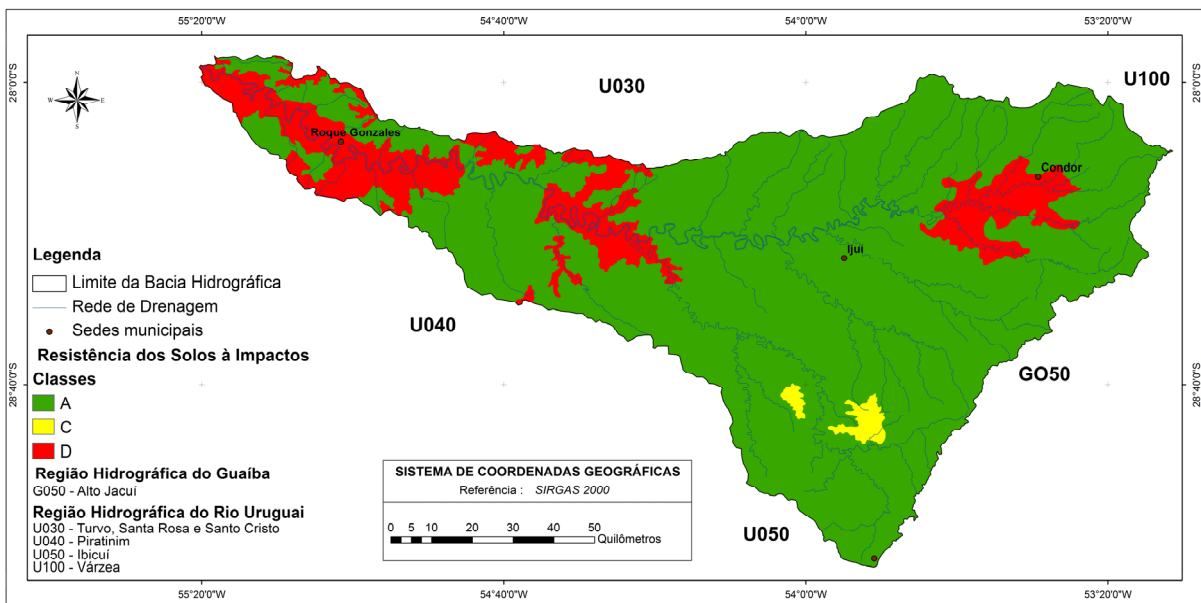 55°20'0"W 54°40'0"W 54°0'0"W 53°20'0"W
28°0'0"S
28°0'0"S
N
W E
S
U030
U100
Roque Gonzales
Condor
Ijuí
U040
GO50
U050
28°40'0"S
28°40'0"S
Legenda
Limite da Bacia Hidrográfica
Rede de Drenagem
Sedes municipais
Resistência dos Solos à Impactos
Classes
A
C
D
Região Hidrográfica do Guaíba
G050 - Alto Jacuí
Região Hidrográfica do Rio Uruguai
U030 - Turvo, Santa Rosa e Santo Cristo
U040 - Piratinim
U050 - Ibicuí
U100 - Várzea
SISTEMA DE COORDENADAS GEOGRÁFICAS
Referência : SIRGAS 2000
0 5 10 20 30 40 50
Quilômetros
55°20'0"W 54°40'0"W 54°0'0"W 53°20'0"W